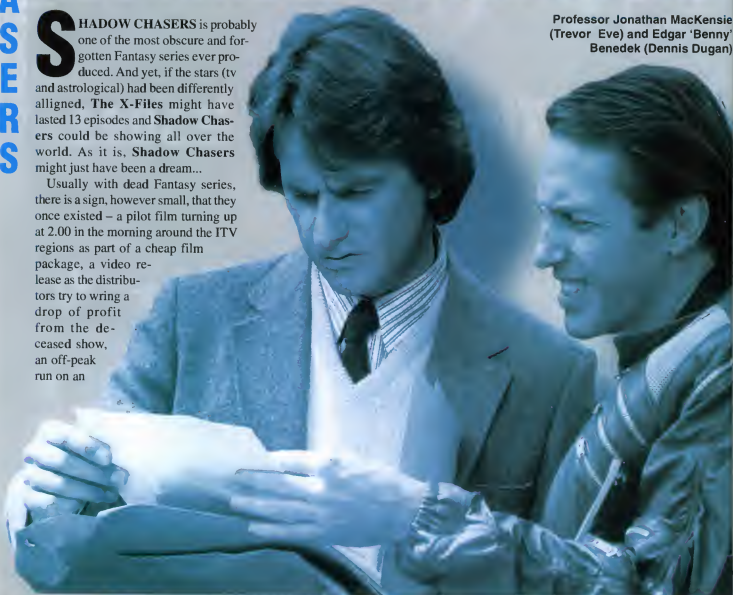 A
S
E
R
S
SHADOW CHASERS is probably
one of the most obscure and for-
gotten Fantasy series ever pro-
duced. And yet, if the stars (tv
and astrological) had been differently
alligned, The X-Files might have
lasted 13 episodes and Shadow Chas-
ers could be showing all over the
world. As it is, Shadow Chasers
might just have been a dream...
Usually with dead Fantasy series,
there is a sign, however small, that they
once existed – a pilot film turning up
at 2.00 in the morning around the ITV
regions as part of a cheap film
package, a video re-
lease as the distribu-
tors try to wring a
drop of profit
from the de-
ceased show,
an off-peak
run on an
Professor Jonathan MacKensie
(Trevor Eve) and Edgar 'Benny'
Benedek (Dennis Dugan)